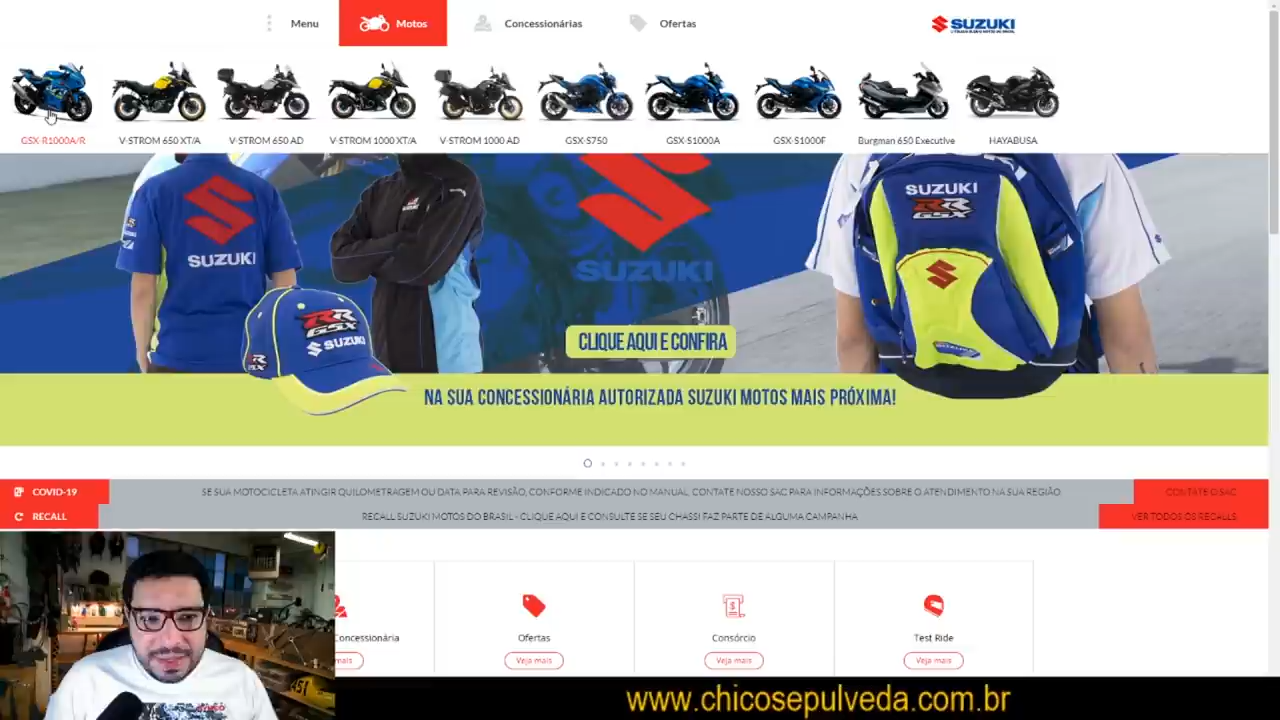 Menu
Motos
Concessionárias
Ofertas
SUZUKI
GSX-R1000A/R
V-STROM 650 XT/A
V-STROM 650 AD
V-STROM 1000 XT/A
V-STROM 1000 AD
GSX-S750
GSX-S1000A
GSX-S1000F
Burgman 650 Executive
HAYABUSA
SUZUKI
SUZUKI
SUZUKI
GSX
RR
GSX
SUZUKI
CLIQUE AQUI E CONFIRA
NA SUA CONCESSIONÁRIA AUTORIZADA SUZUKI MOTOS MAIS PRÓXIMA!
COVID-19
SE SUA MOTOCICLETA ATINGIR QUILOMETRAGEM OU DATA PARA REVISÃO, CONFORME INDICADO NO MANUAL, CONTATE NOSSO SAC PARA INFORMAÇÕES SOBRE O ATENDIMENTO NA SUA REGIÃO
CONTATE O SAC
RECALL
RECALL SUZUKI MOTOS DO BRASIL - CLIQUE AQUI E CONSULTE SE SEU CHASSI FAZ PARTE DE ALGUMA CAMPANHA
VER TODOS OS RECALLS
Concessionária
Ofertas
Consórcio
Test Ride
mais
Veja mais
Veja mais
Veja mais
www.chicosepulveda.com.br